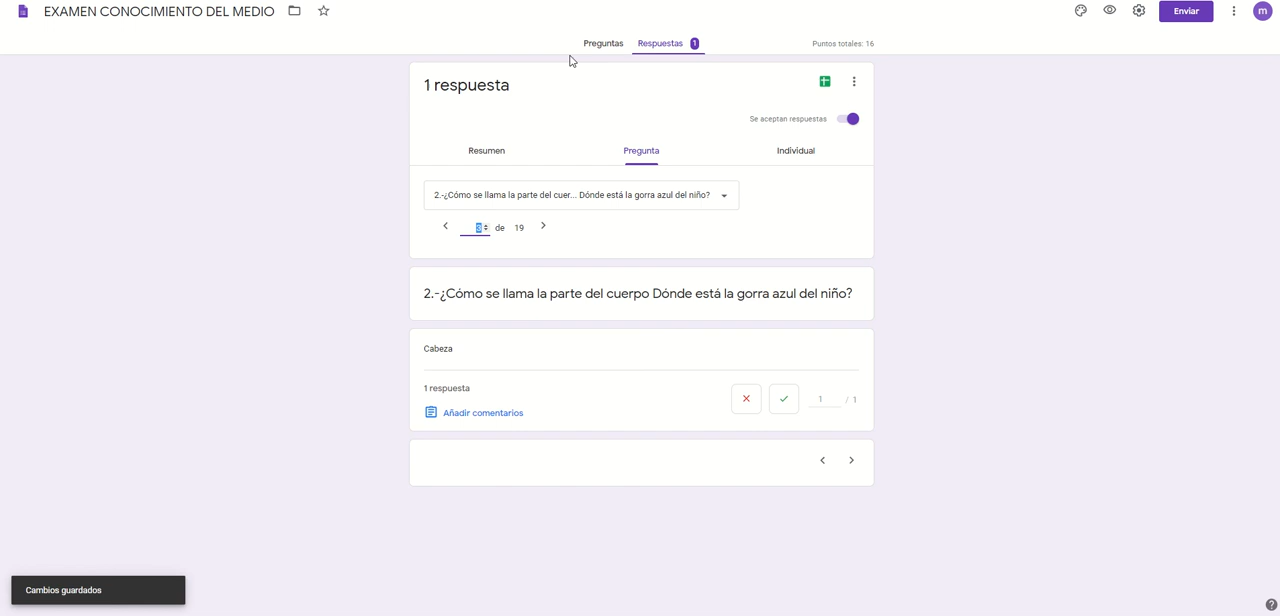 EXAMEN CONOCIMIENTO DEL MEDIO
Enviar
m
Preguntas
Respuestas 1
Puntos totales: 16
1 respuesta
Se aceptan respuestas
Resumen
Pregunta
Individual
2.-¿Cómo se llama la parte del cuer... Dónde está la gorra azul del niño?
3 de 19
2.-¿Cómo se llama la parte del cuerpo Dónde está la gorra azul del niño?
Cabeza
1 respuesta
1 / 1
Añadir comentarios
Cambios guardados